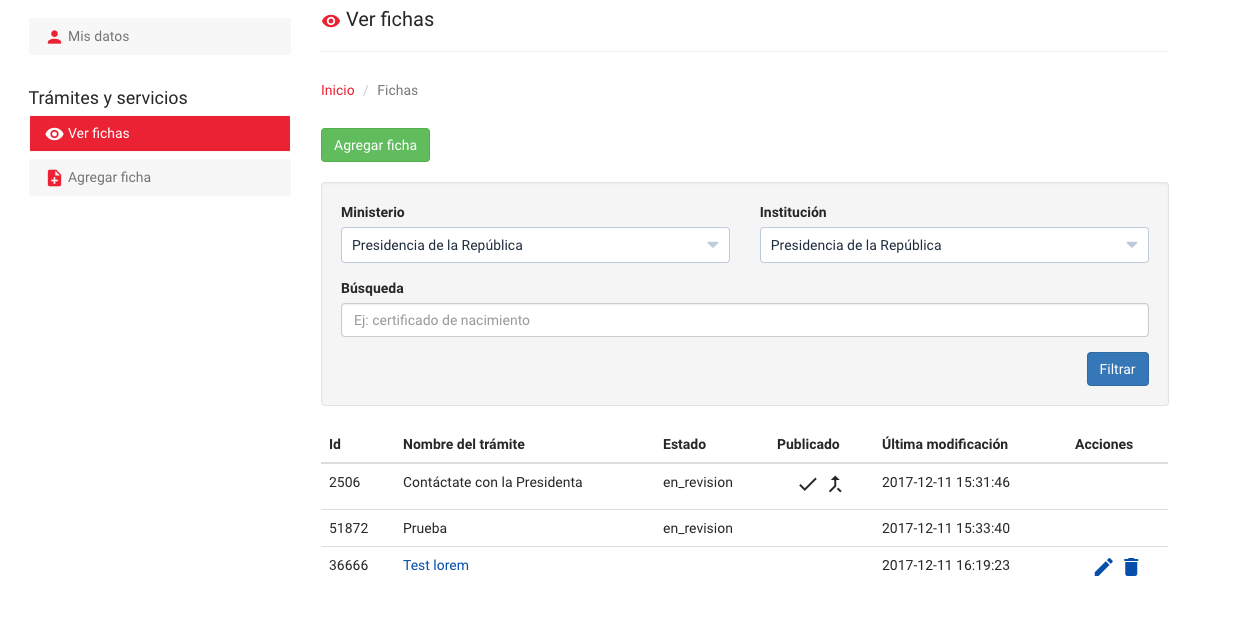 Mis datos
Trámites y servicios
Ver fichas
Agregar ficha
Ver fichas
Inicio / Fichas
Agregar ficha
Ministerio Institución
Presidencia de la República Presidencia de la República
Búsqueda
Ej: certificado de nacimiento
Filtrar
Id Nombre del trámite Estado Publicado Última modificación Acciones
2506 Contáctate con la Presidenta en_revision 2017-12-11 15:31:46
51872 Prueba en_revision 2017-12-11 15:33:40
36666 Test lorem 2017-12-11 16:19:23